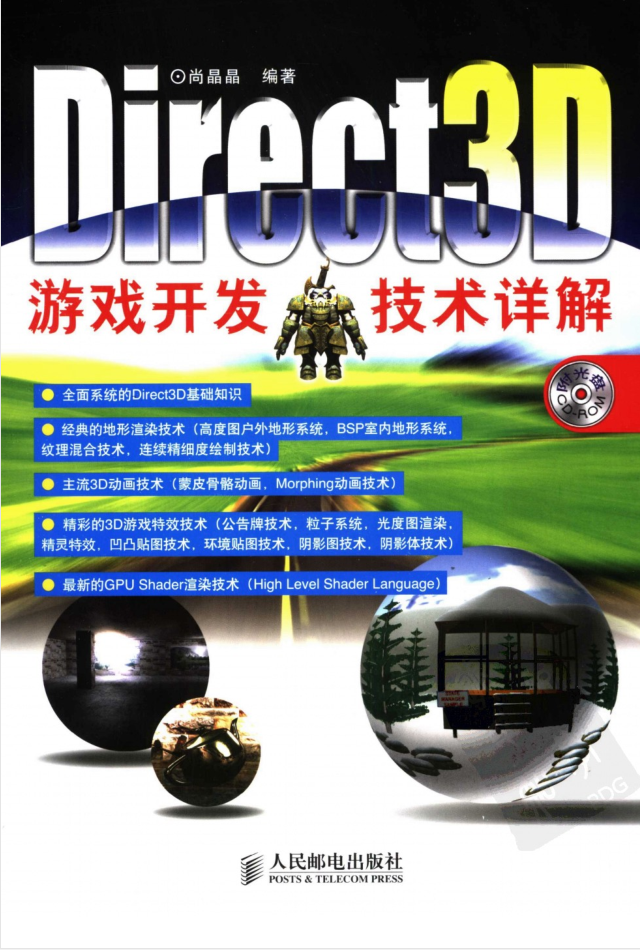 ⊙尚晶晶 编著
Direct3D
游戏开发 技术详解
附光盘
CD-ROM
全面系统的Direct3D基础知识
经典的地形渲染技术（高度图户外地形系统，BSP室内地形系统，
纹理混合技术，连续精细度绘制技术）
主流3D动画技术（蒙皮骨骼动画，Morphing动画技术）
精彩的3D游戏特效技术（公告牌技术，粒子系统，光度图渲染，
精灵特效，凹凸贴图技术，环境贴图技术，阴影图技术，阴影体技术）
最新的GPU Shader渲染技术（High Level Shader Language）
人民邮电出版社
POSTS & TELECOM PRESS